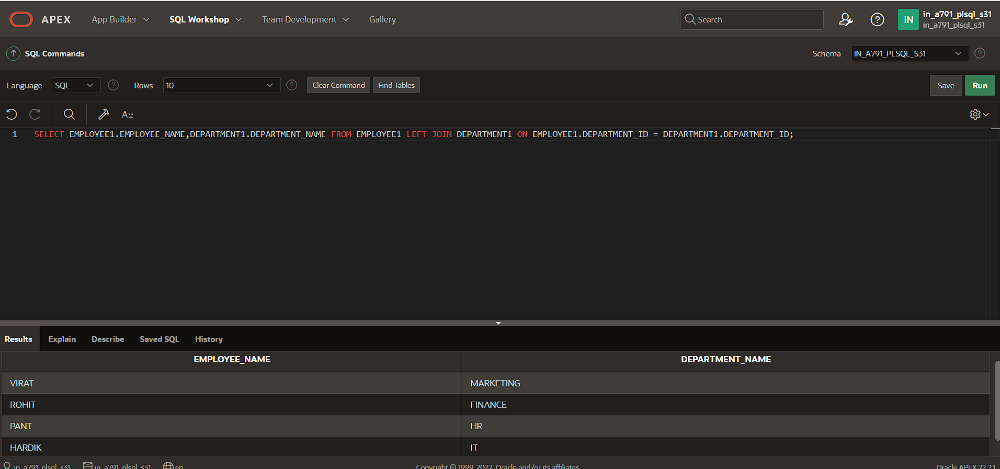 APEX App Builder SQL Workshop Team Development Gallery Search IN in_a791_plsql_s31
in_a791_plsql_s31
SQL Commands Schema IN_A791_PLSQL_S31
Language SQL Rows 10 Clear Command Find Tables Save Run
A::
1 SELECT EMPLOYEE1.EMPLOYEE_NAME,DEPARTMENT1.DEPARTMENT_NAME FROM EMPLOYEE1 LEFT JOIN DEPARTMENT1 ON EMPLOYEE1.DEPARTMENT_ID = DEPARTMENT1.DEPARTMENT_ID;
Results Explain Describe Saved SQL History
EMPLOYEE_NAME DEPARTMENT_NAME
VIRAT MARKETING
ROHIT FINANCE
PANT HR
HARDIK IT
in_a791_plsql_s31 in_a791_plsql_s31 en Copyright © 1999, 2022, Oracle and/or its affiliates. Oracle APEX 22.2.1